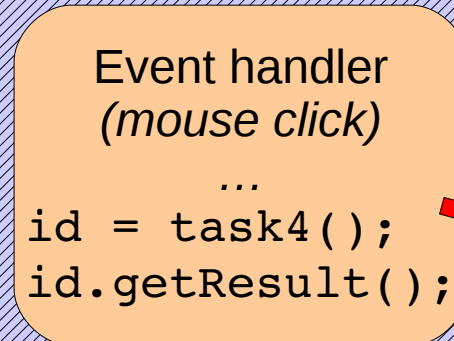 Event handler
(mouse click)
...
id = task4();
id.getResult();